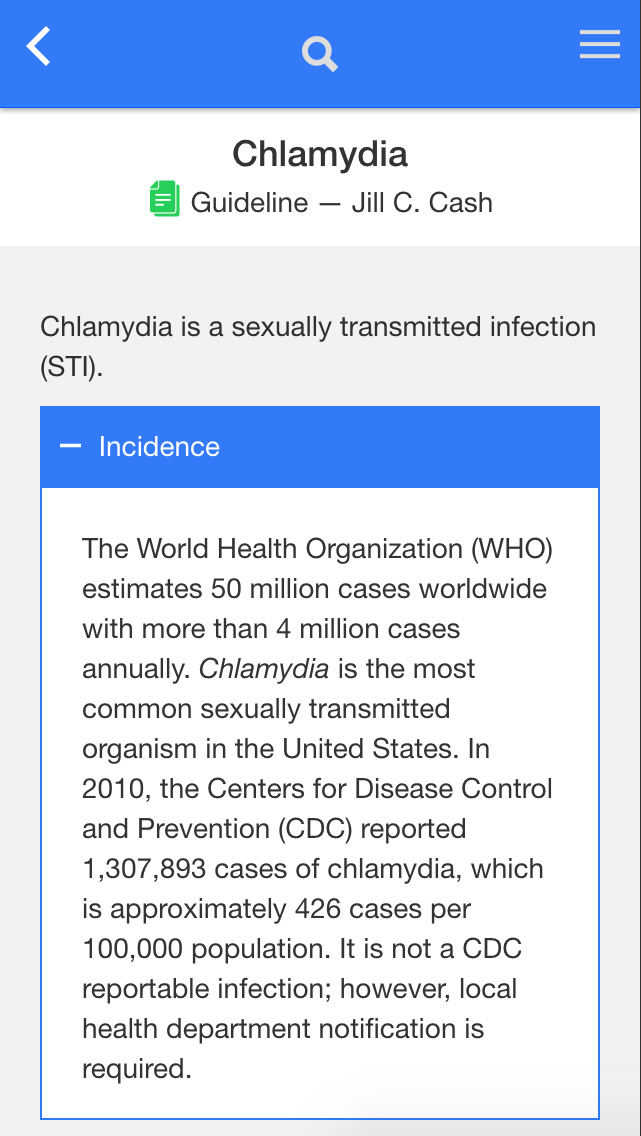 Chlamydia
Guideline — Jill C. Cash
Chlamydia is a sexually transmitted infection
(STI).
— Incidence
The World Health Organization (WHO)
estimates 50 million cases worldwide
with more than 4 million cases
annually. Chlamydia is the most
common sexually transmitted
organism in the United States. In
2010, the Centers for Disease Control
and Prevention (CDC) reported
1,307,893 cases of chlamydia, which
is approximately 426 cases per
100,000 population. It is not a CDC
reportable infection; however, local
health department notification is
required.